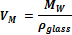 V_M = M_W / ρ_glass